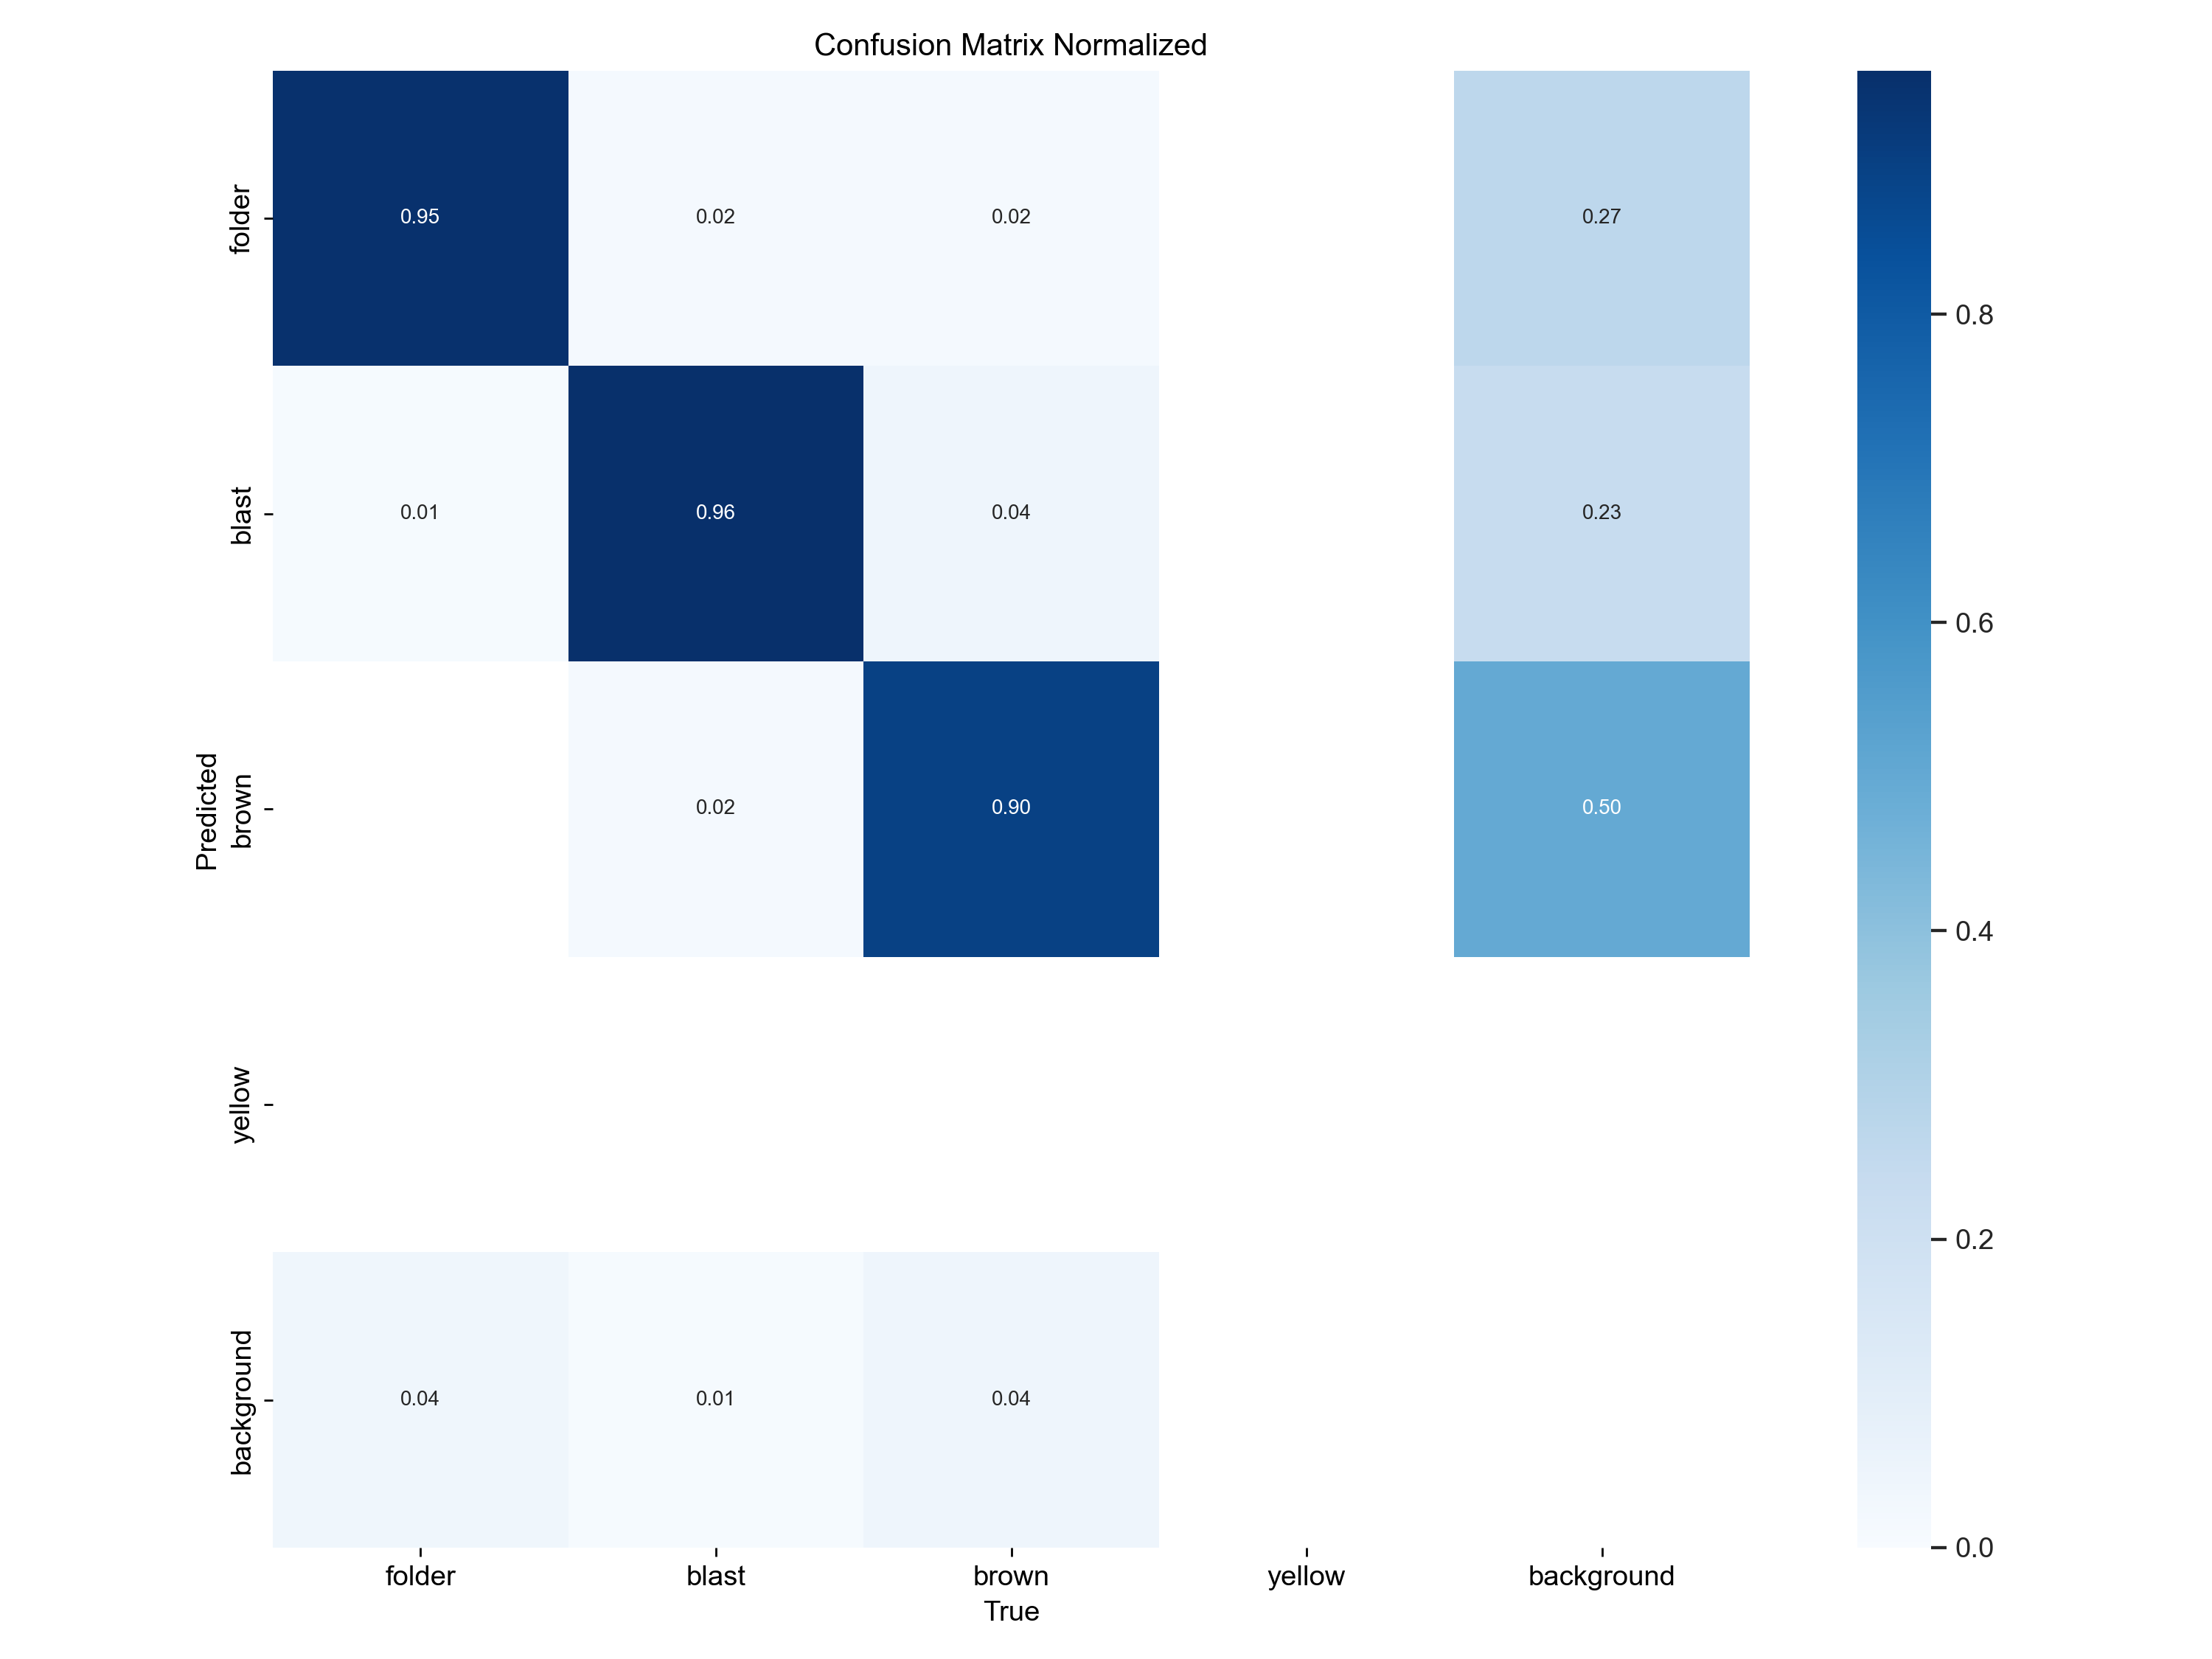 Confusion Matrix Normalized
folder
0.95
0.02
0.02
0.27
blast
0.01
0.96
0.04
0.23
Predicted
brown
0.02
0.90
0.50
yellow
background
0.04
0.01
0.04
folder
blast
brown
yellow
background
True
0.8
0.6
0.4
0.2
0.0